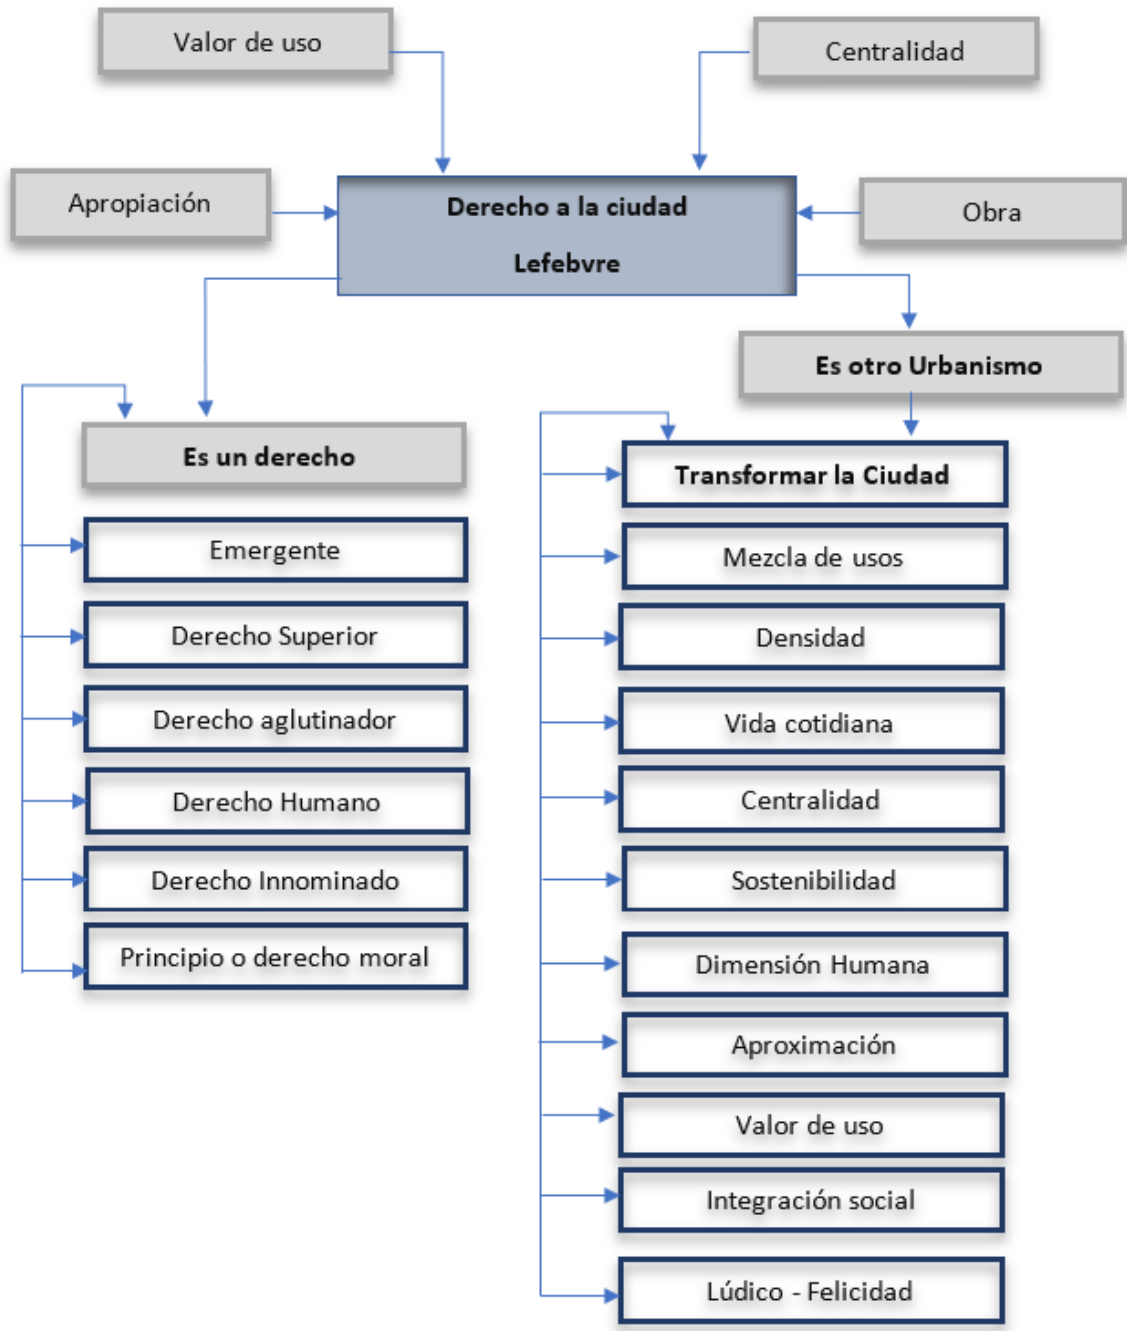 Valor de uso
Centralidad
Apropiación
Derecho a la ciudad
Lefebvre
Obra
Es otro Urbanismo
Es un derecho
Emergente
Derecho Superior
Derecho aglutinador
Derecho Humano
Derecho Innominado
Principio o derecho moral
Transformar la Ciudad
Mezcla de usos
Densidad
Vida cotidiana
Centralidad
Sostenibilidad
Dimensión Humana
Aproximación
Valor de uso
Integración social
Lúdico - Felicidad